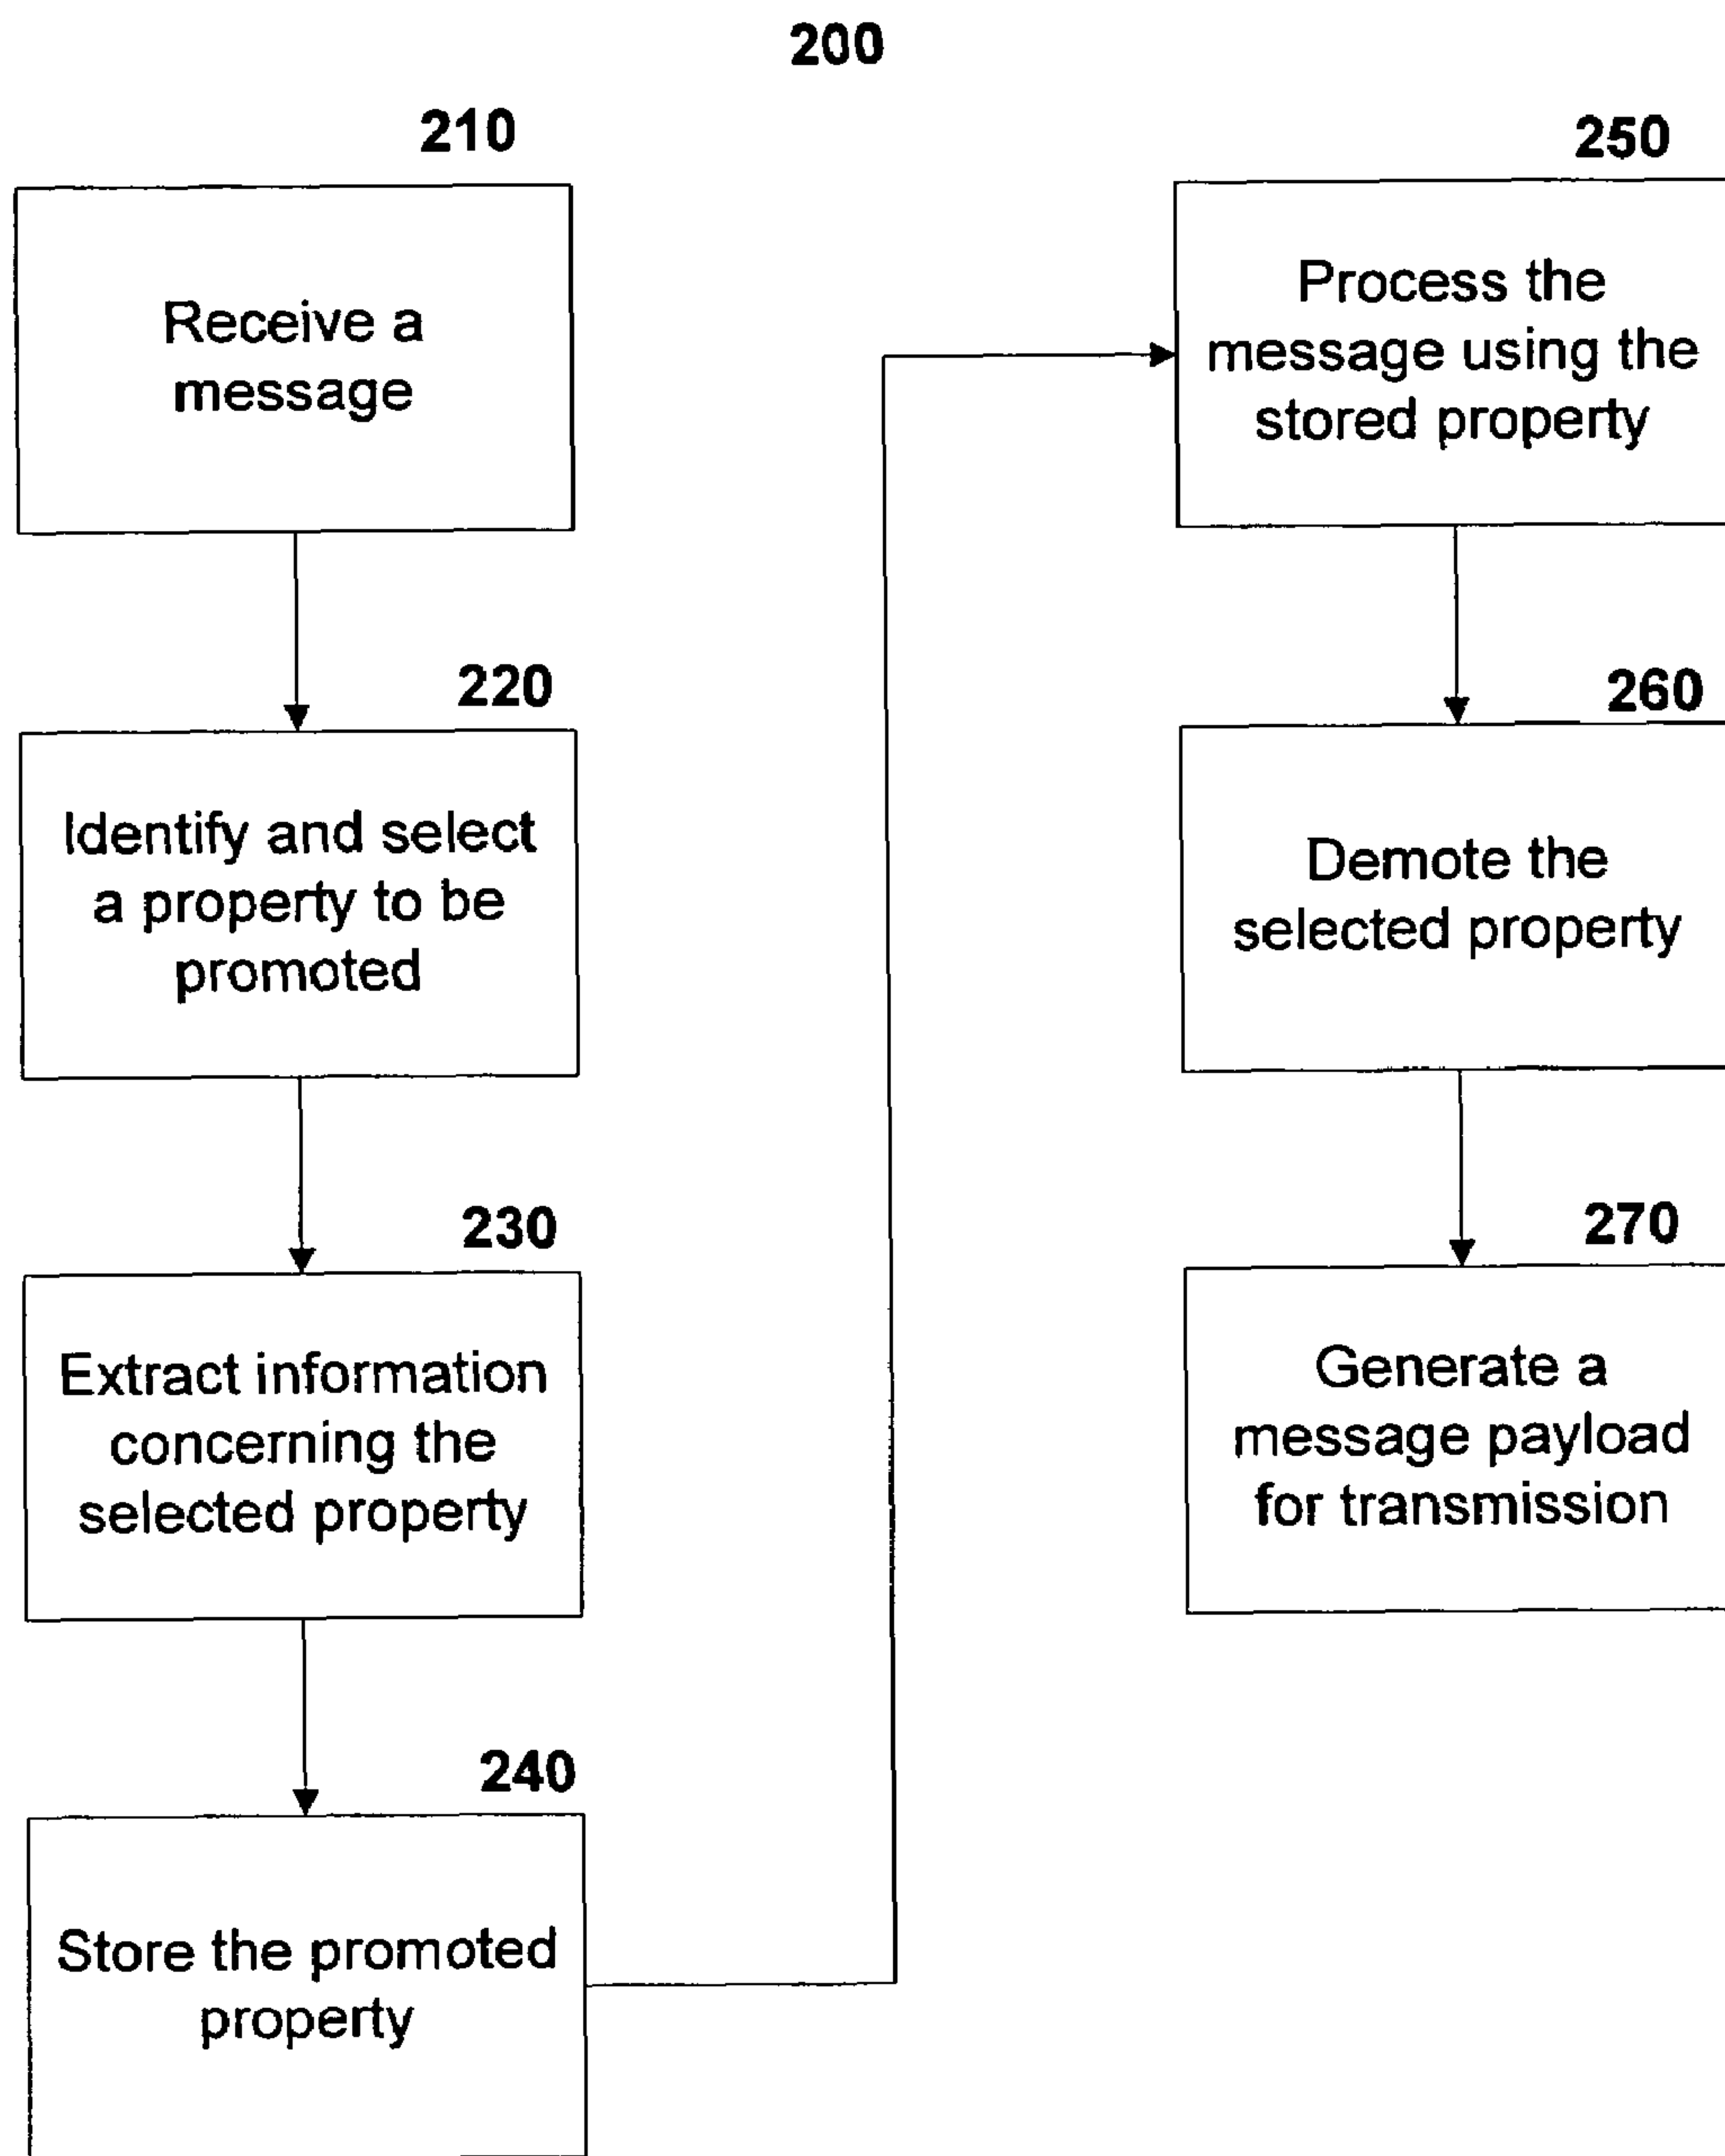 200
210
Receive a
message
220
Identify and select
a property to be
promoted
230
Extract information
concerning the
selected property
240
Store the promoted
property
250
Process the
message using the
stored property
260
Demote the
selected property
270
Generate a
message payload
for transmission